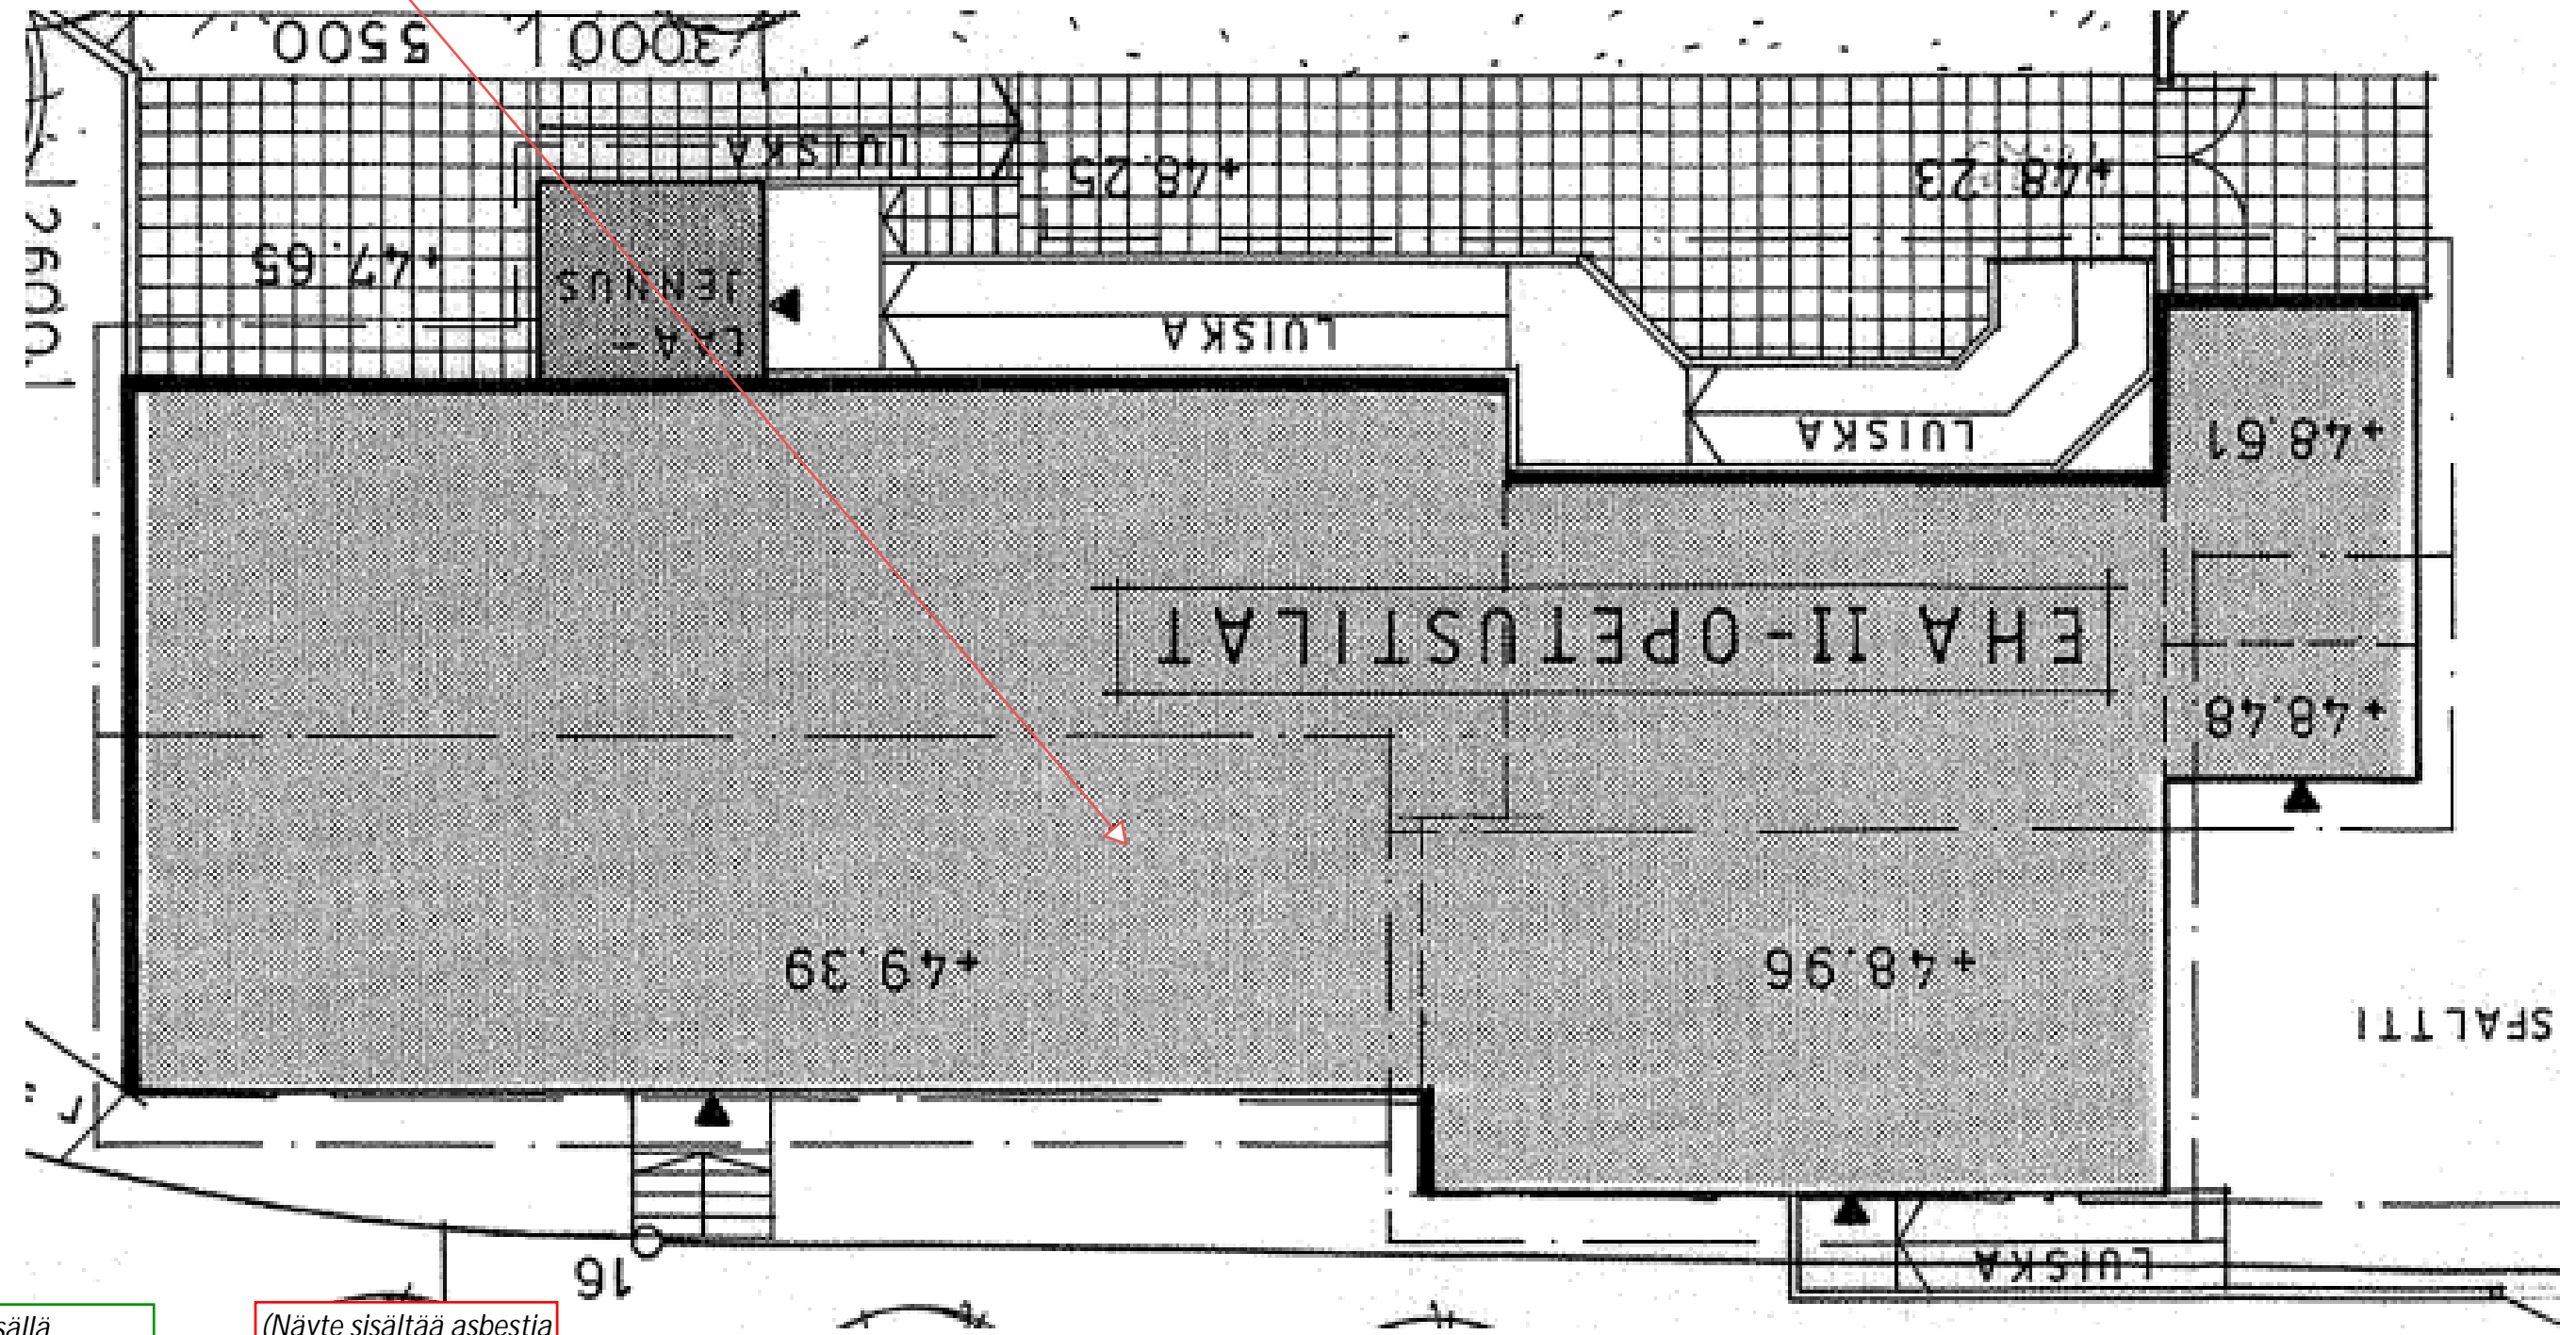 5500
3000
12600
LUISKA
+48.25
+48.23
+47.65
LAA-
JENNUS
LUISKA
LUISKA
+48.61
EHA II-OPETUSTILAT
+48.48
+49.39
+48.96
SFALTTI
LUISKA
16
sällä
(Näyte sisältää asbestia